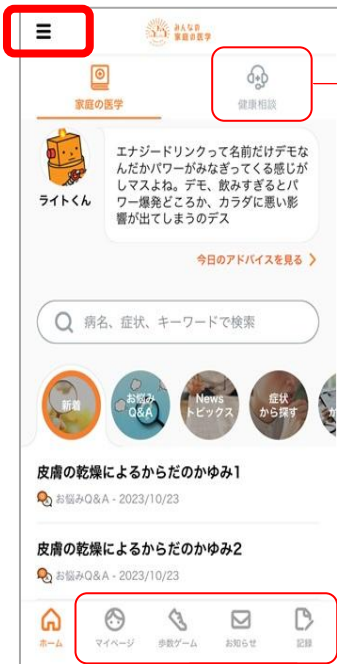 みんなの
家庭の医学
家庭の医学
健康相談
エナジードリンクって名前だけデモな
んだかパワーがみなぎってくる感じが
しマスよね。デモ、飲みすぎるとパ
ワー爆発どころか、カラダに悪い影
響が出てしまうのデス
ライトくん
今日のアドバイスを見る 〉
病名、症状、キーワードで検索
新着
お悩み
Q&A
News
トピックス
症状
から探す
か
皮膚の乾燥によるからだのかゆみ1
お悩みQ&A - 2023/10/23
皮膚の乾燥によるからだのかゆみ2
お悩みQ&A - 2023/10/23
ホーム
マイページ
歩数ゲーム
お知らせ
記録